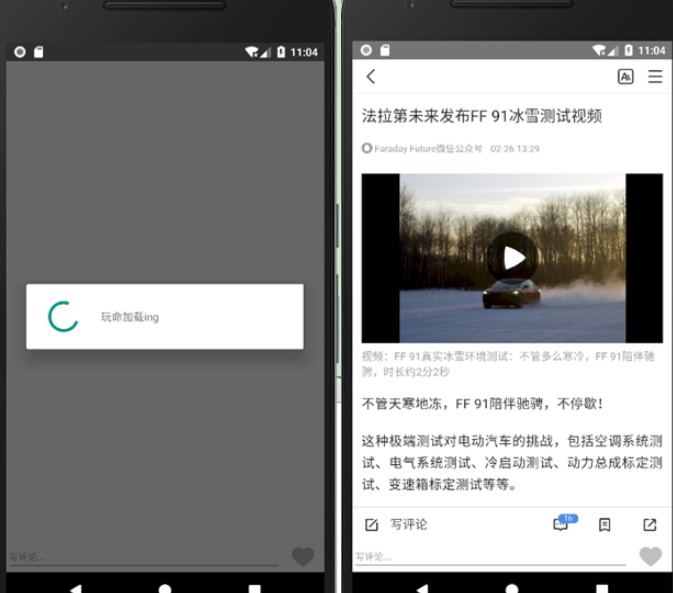 11:04
玩命加载ing
写评论...
11:04
法拉第未来发布FF 91冰雪测试视频
Faraday Future微信公众号 02-26 13:29
视频：FF 91真实冰雪环境测试：不管多么寒冷，FF 91陪伴驰
骋，时长约2分2秒
不管天寒地冻，FF 91陪伴驰骋，不停歇！
这种极端测试对电动汽车的挑战，包括空调系统测
试、电气系统测试、冷启动测试、动力总成标定测
试、变速箱标定测试等等。
写评论
16
写评论...